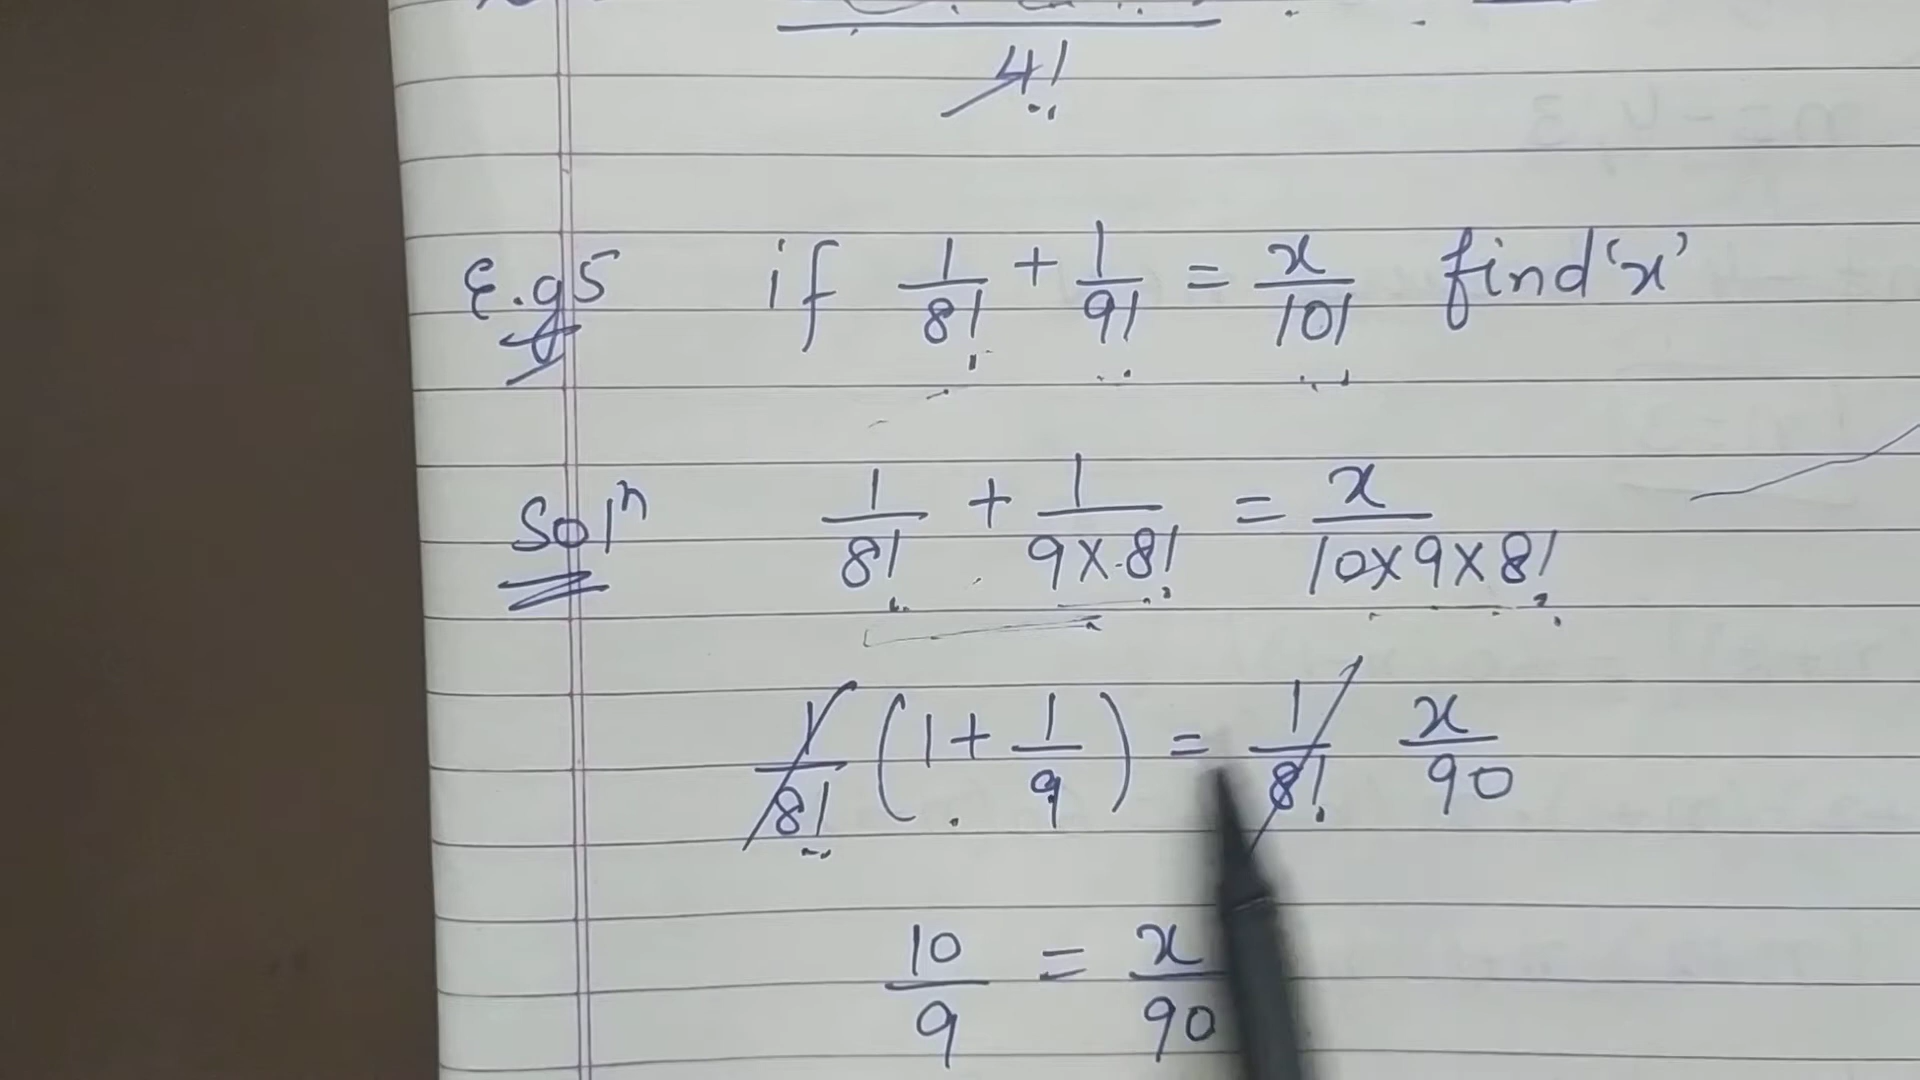 4!
E.g5 if 1/8! + 1/9! = x/10! find 'x'
Solⁿ 1/8! + 1/9×8! = x/10×9×8!
1/8! (1 + 1/9) = 1/8! x/90
10/9 = x/90